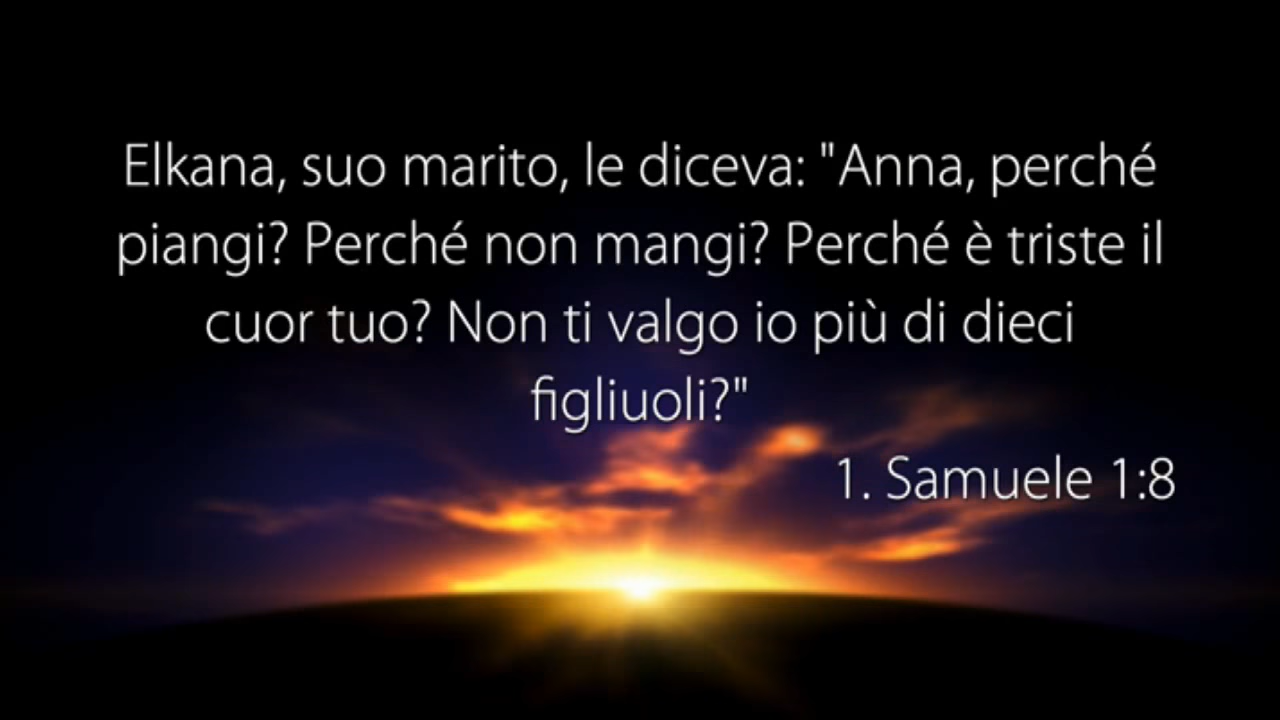 Elkana, suo marito, le diceva: "Anna, perché
piangi? Perché non mangi? Perché è triste il
cuor tuo? Non ti valgo io più di dieci
figliuoli?"
1. Samuele 1:8